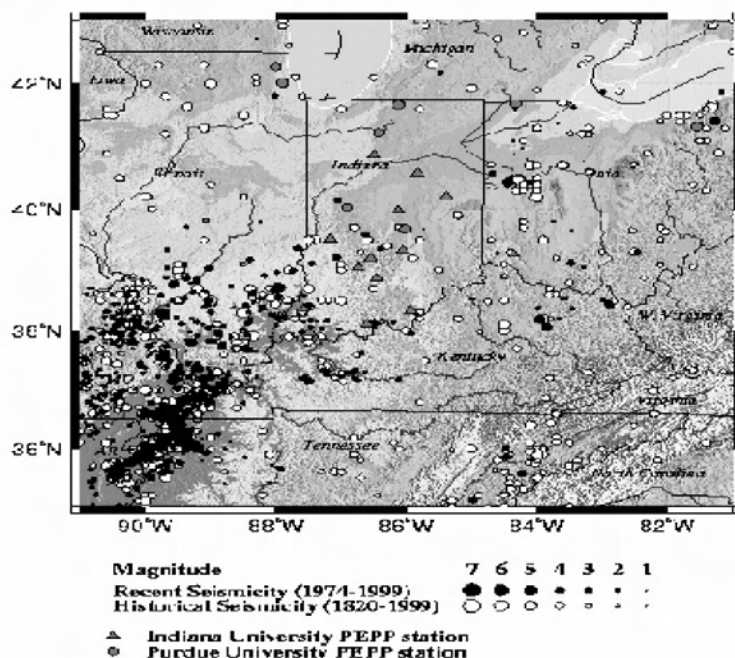 Wisconsin
Michigan
42°N
Iowa
Indiana
40°N
38°N
W. Virginia
Kentucky
Virginia
36°N
Tennessee
North Carolina
90°W 88°W 86°W 84°W 82°W
Magnitude 7 6 5 4 3 2 1
Recent Seismicity (1974-1999)
Historical Seismicity (1820-1999)
Indiana University PEPP station
Purdue University PEPP station